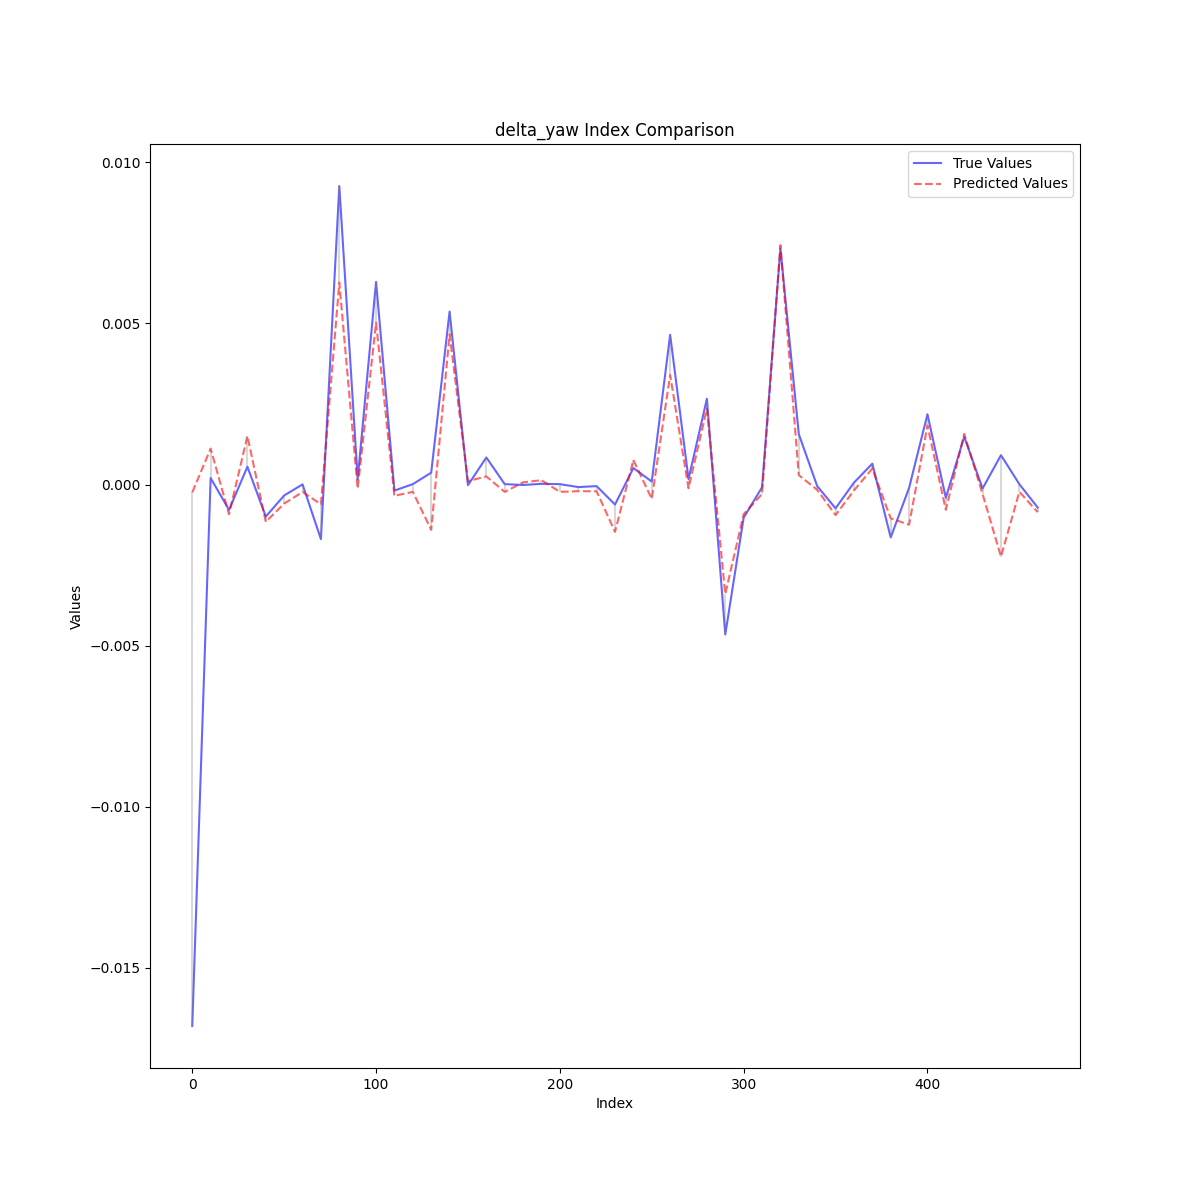 delta_yaw Index Comparison
True Values
Predicted Values
0.010
0.005
0.000
−0.005
−0.010
−0.015
Values
0 100 200 300 400
Index